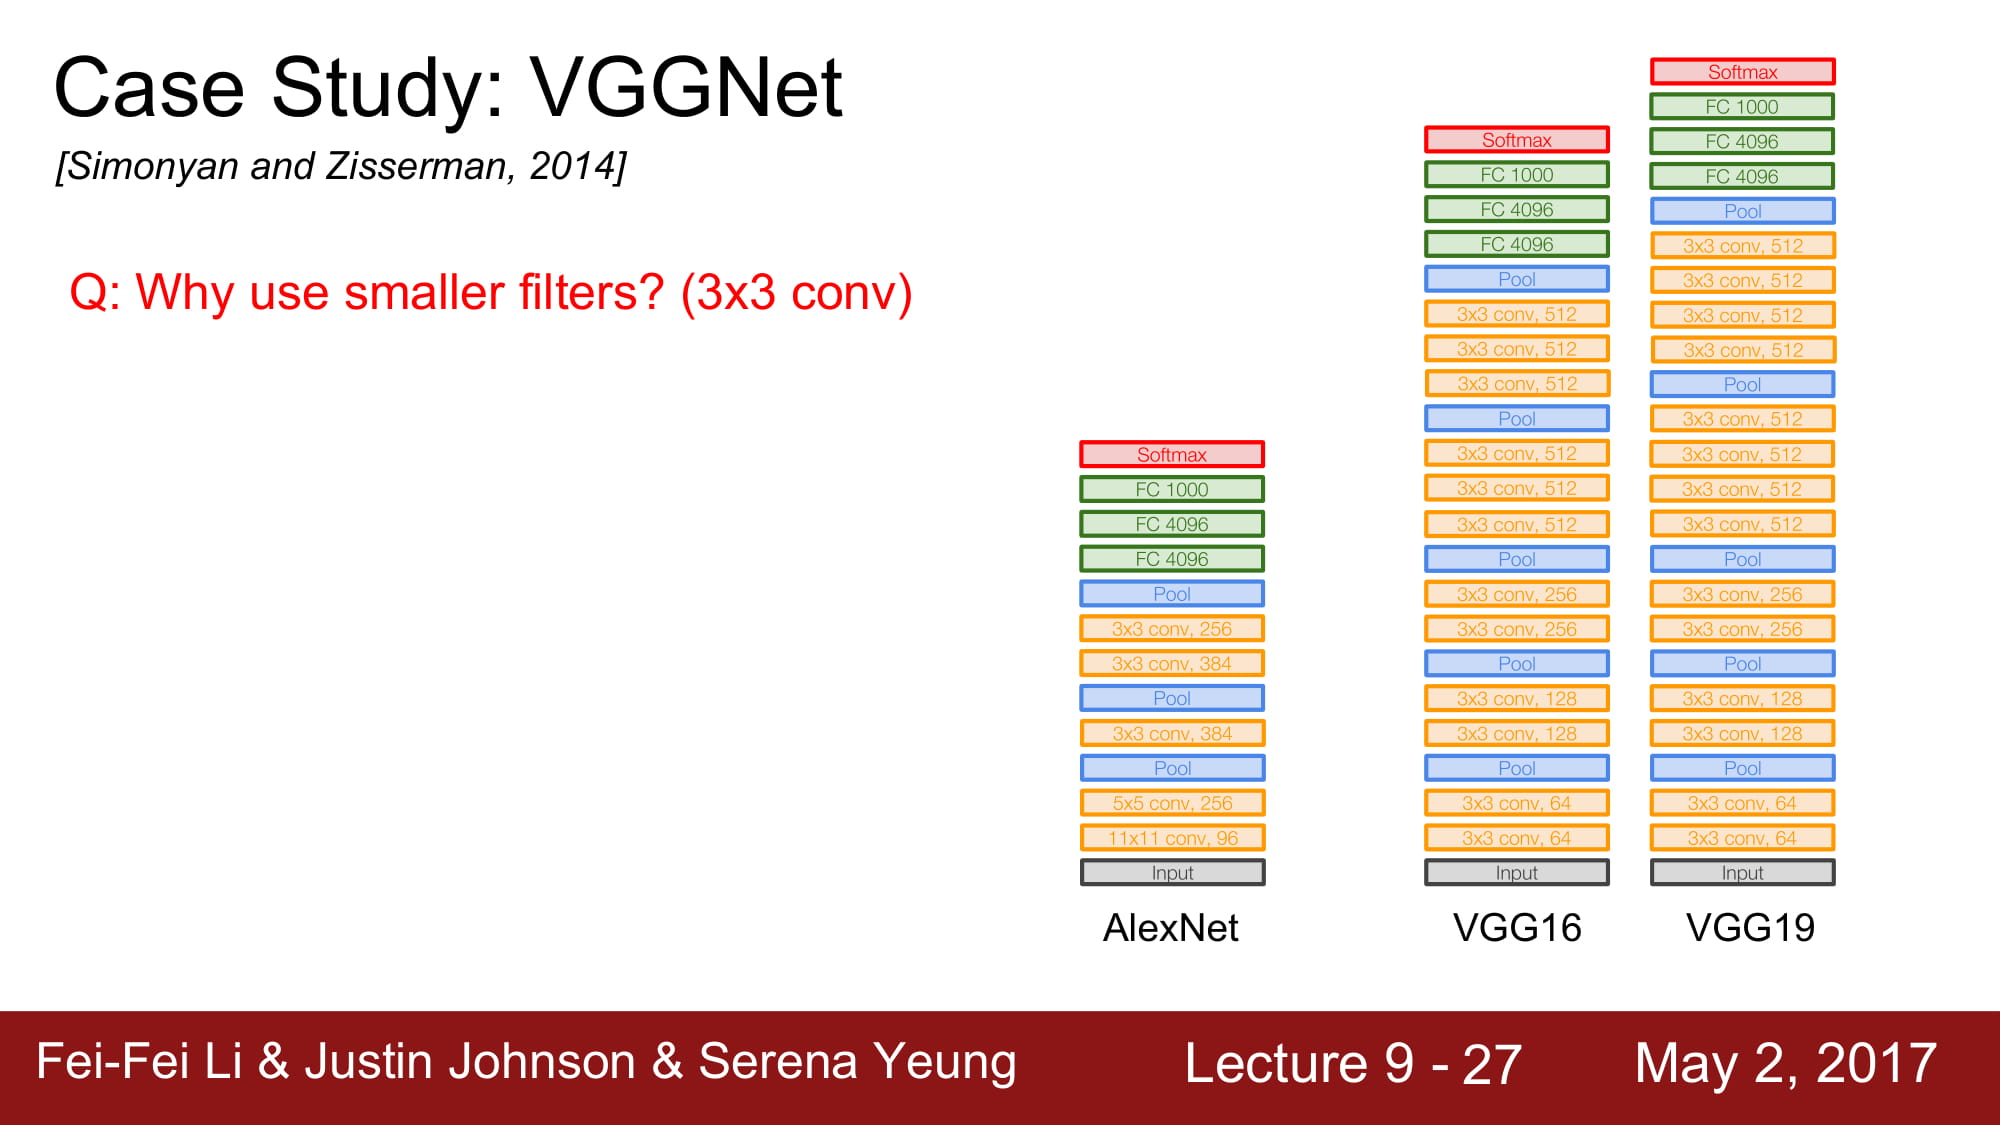 Case Study: VGGNet
[Simonyan and Zisserman, 2014]
Q: Why use smaller filters? (3x3 conv)
Softmax
FC 1000
FC 4096
FC 4096
Pool
3x3 conv, 256
3x3 conv, 384
Pool
3x3 conv, 384
Pool
5x5 conv, 256
11x11 conv, 96
Input
AlexNet
Softmax
FC 1000
FC 4096
FC 4096
Pool
3x3 conv, 512
3x3 conv, 512
3x3 conv, 512
Pool
3x3 conv, 512
3x3 conv, 512
3x3 conv, 512
Pool
3x3 conv, 256
3x3 conv, 256
Pool
3x3 conv, 128
3x3 conv, 128
Pool
3x3 conv, 64
3x3 conv, 64
Input
VGG16
Softmax
FC 1000
FC 4096
FC 4096
Pool
3x3 conv, 512
3x3 conv, 512
3x3 conv, 512
3x3 conv, 512
Pool
3x3 conv, 512
3x3 conv, 512
3x3 conv, 512
3x3 conv, 512
Pool
3x3 conv, 256
3x3 conv, 256
Pool
3x3 conv, 128
3x3 conv, 128
Pool
3x3 conv, 64
3x3 conv, 64
Input
VGG19
Fei-Fei Li & Justin Johnson & Serena Yeung
Lecture 9 - 27
May 2, 2017